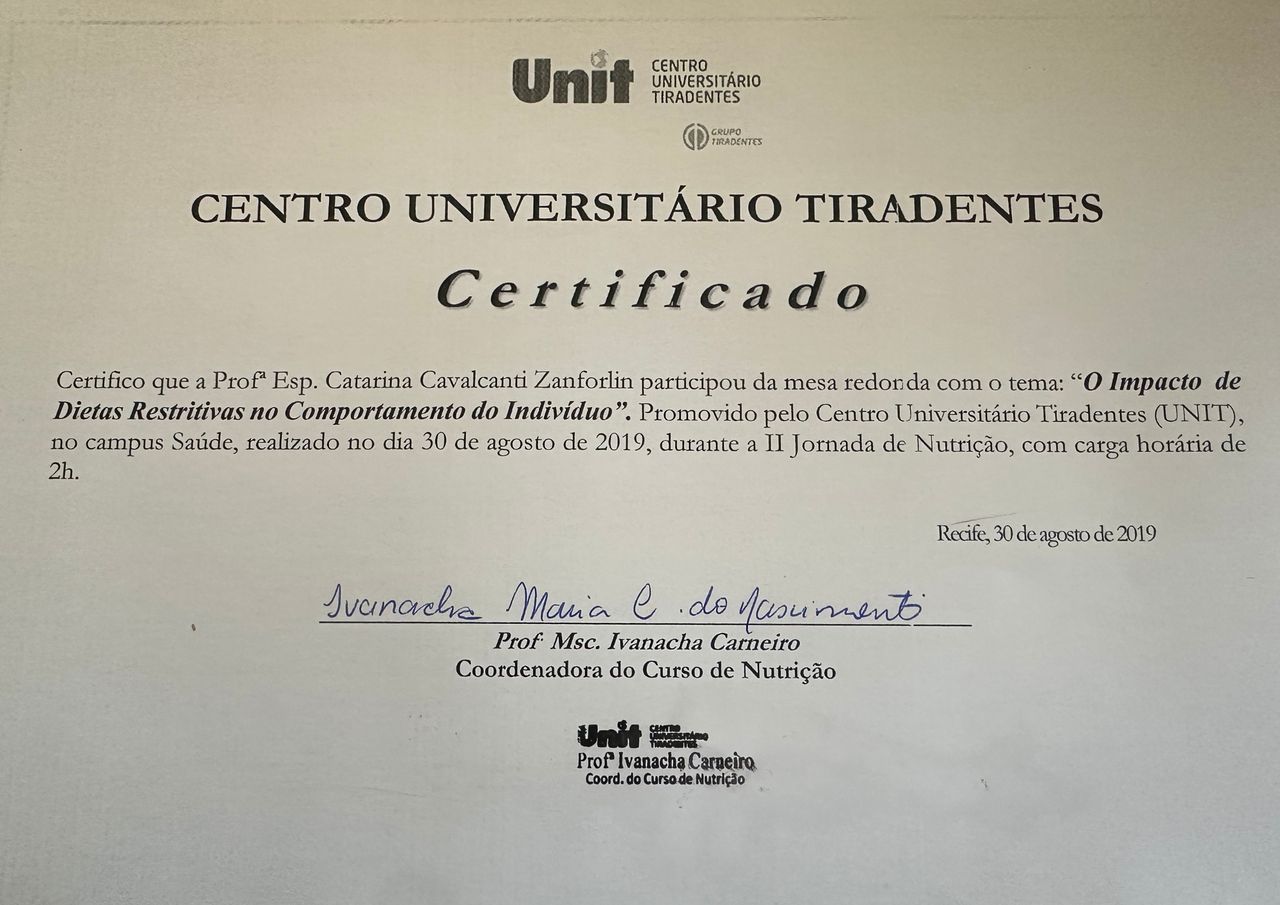 Unit CENTRO
UNIVERSITÁRIO
TIRADENTES
GRUPO
TIRADENTES
CENTRO UNIVERSITÁRIO TIRADENTES
Certificado
Certifico que a Profª Esp. Catarina Cavalcanti Zanforlin participou da mesa redonda com o tema: “O Impacto de
Dietas Restritivas no Comportamento do Indivíduo”. Promovido pelo Centro Universitário Tiradentes (UNIT),
no campus Saúde, realizado no dia 30 de agosto de 2019, durante a II Jornada de Nutrição, com carga horária de
2h.
Recife, 30 de agosto de 2019
Ivanacha Maria C. do Nascimento
Prof. Msc. Ivanacha Carneiro
Coordenadora do Curso de Nutrição
Unit CENTRO
UNIVERSITÁRIO
TIRADENTES
Profª Ivanacha Carneiro
Coord. do Curso de Nutrição